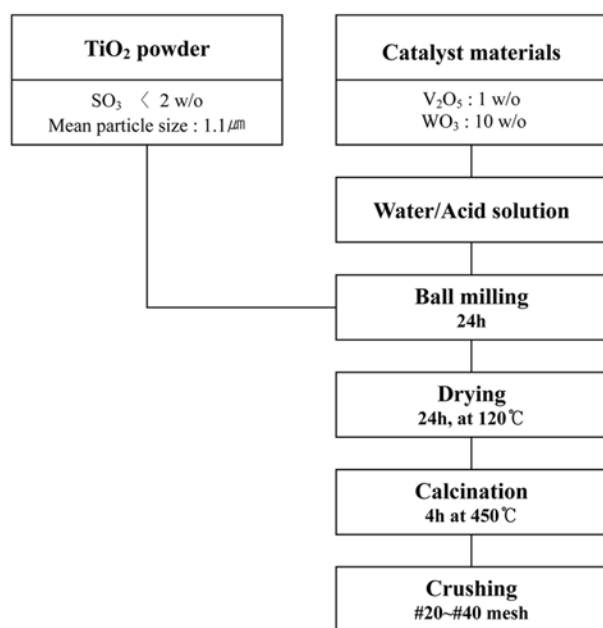 TiO₂ powder
SO₃ < 2 w/o
Mean particle size : 1.1㎛
Catalyst materials
V₂O₅ : 1 w/o
WO₃ : 10 w/o
Water/Acid solution
Ball milling
24h
Drying
24h, at 120℃
Calcination
4h at 450℃
Crushing
#20~#40 mesh